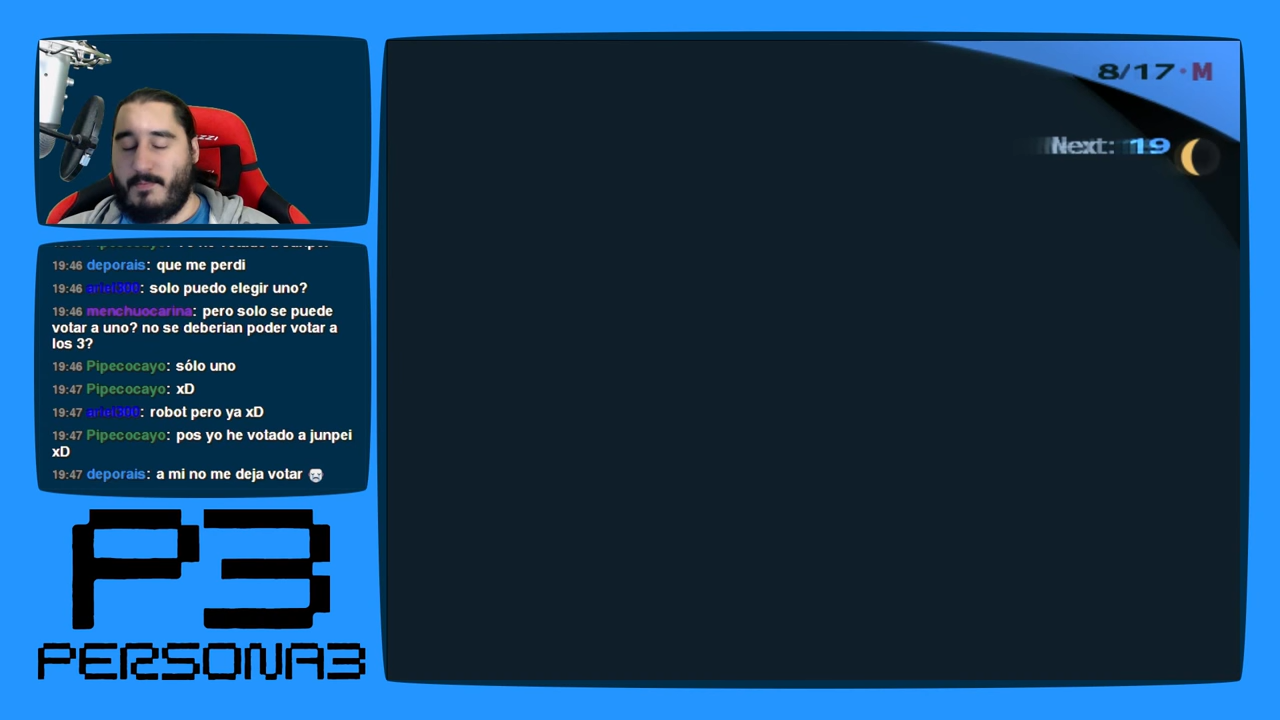 8/17·M
Next: 19
19:46 deporais: que me perdi
19:46 ariel300: solo puedo elegir uno?
19:46 menchuocarina: pero solo se puede
votar a uno? no se deberian poder votar a
los 3?
19:46 Pipecocayo: sólo uno
19:47 Pipecocayo: xD
19:47 ariel300: robot pero ya xD
19:47 Pipecocayo: pos yo he votado a junpei
xD
19:47 deporais: a mi no me deja votar
P3
PERSONA3